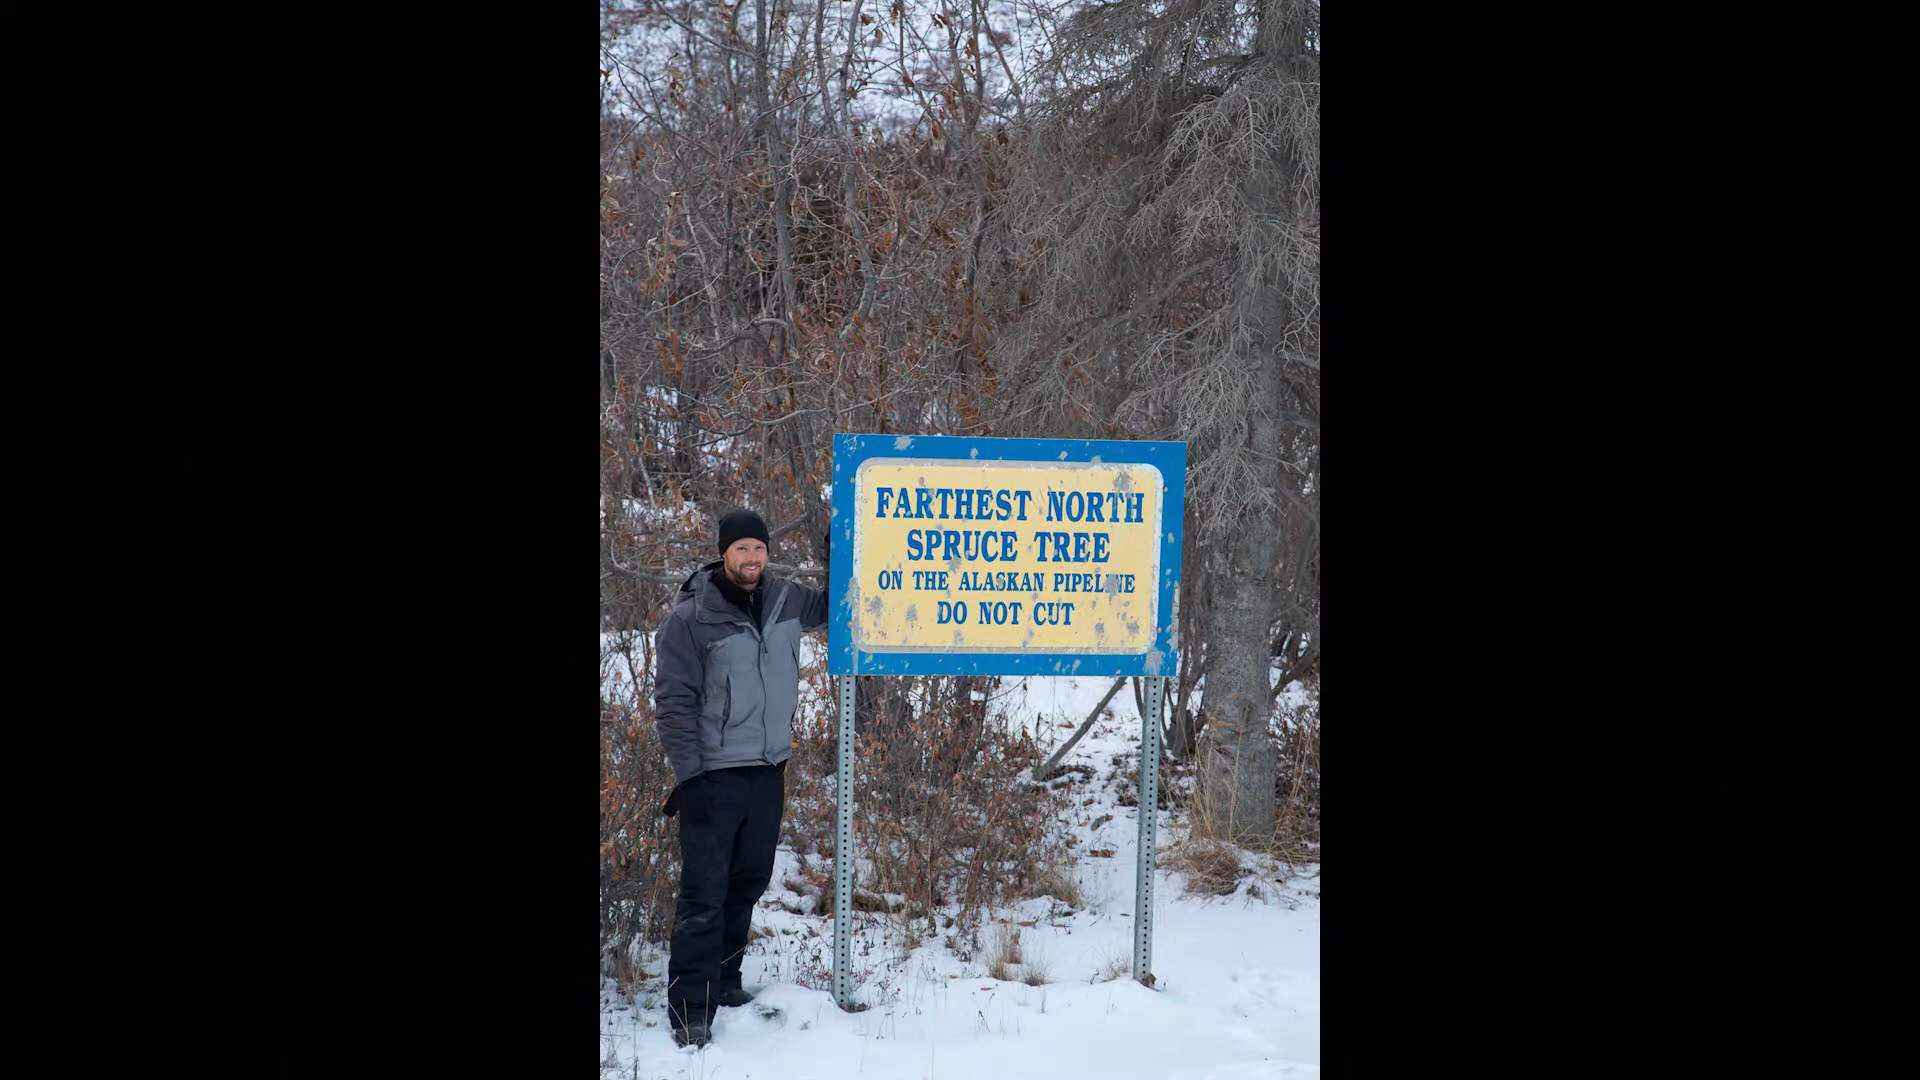 FARTHEST NORTH
SPRUCE TREE
ON THE ALASKAN PIPELINE
DO NOT CUT